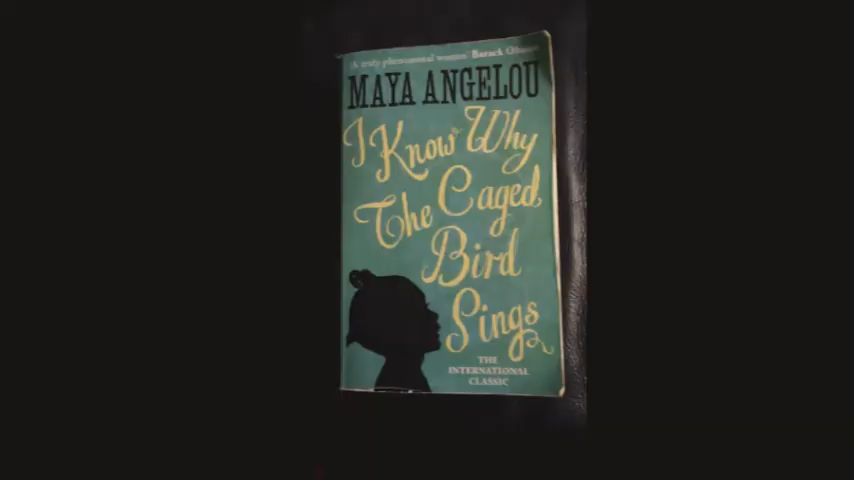 'A truly phenomenal woman' Barack Obama
MAYA ANGELOU
I Know Why
The Caged
Bird
Sings
THE
INTERNATIONAL
CLASSIC